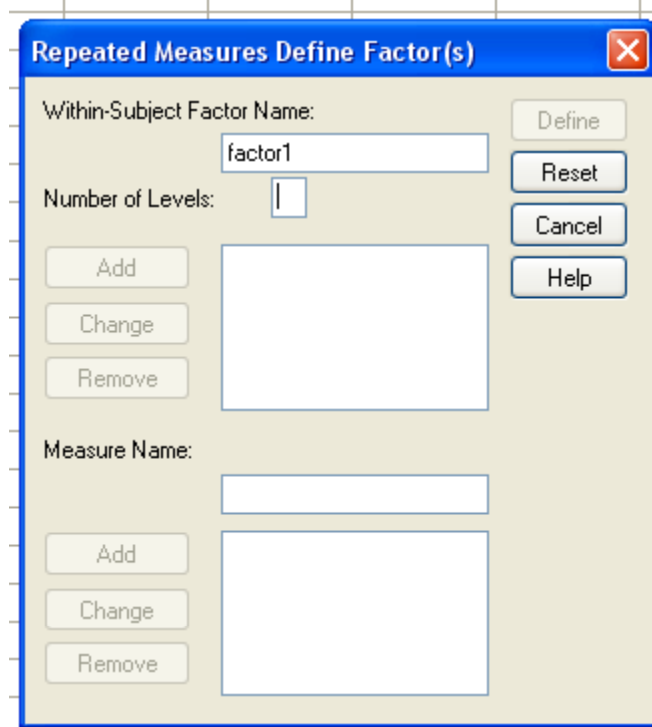 Repeated Measures Define Factor(s)
Within-Subject Factor Name:
Define
factor1
Reset
Number of Levels:
Cancel
Add
Help
Change
Remove
Measure Name:
Add
Change
Remove